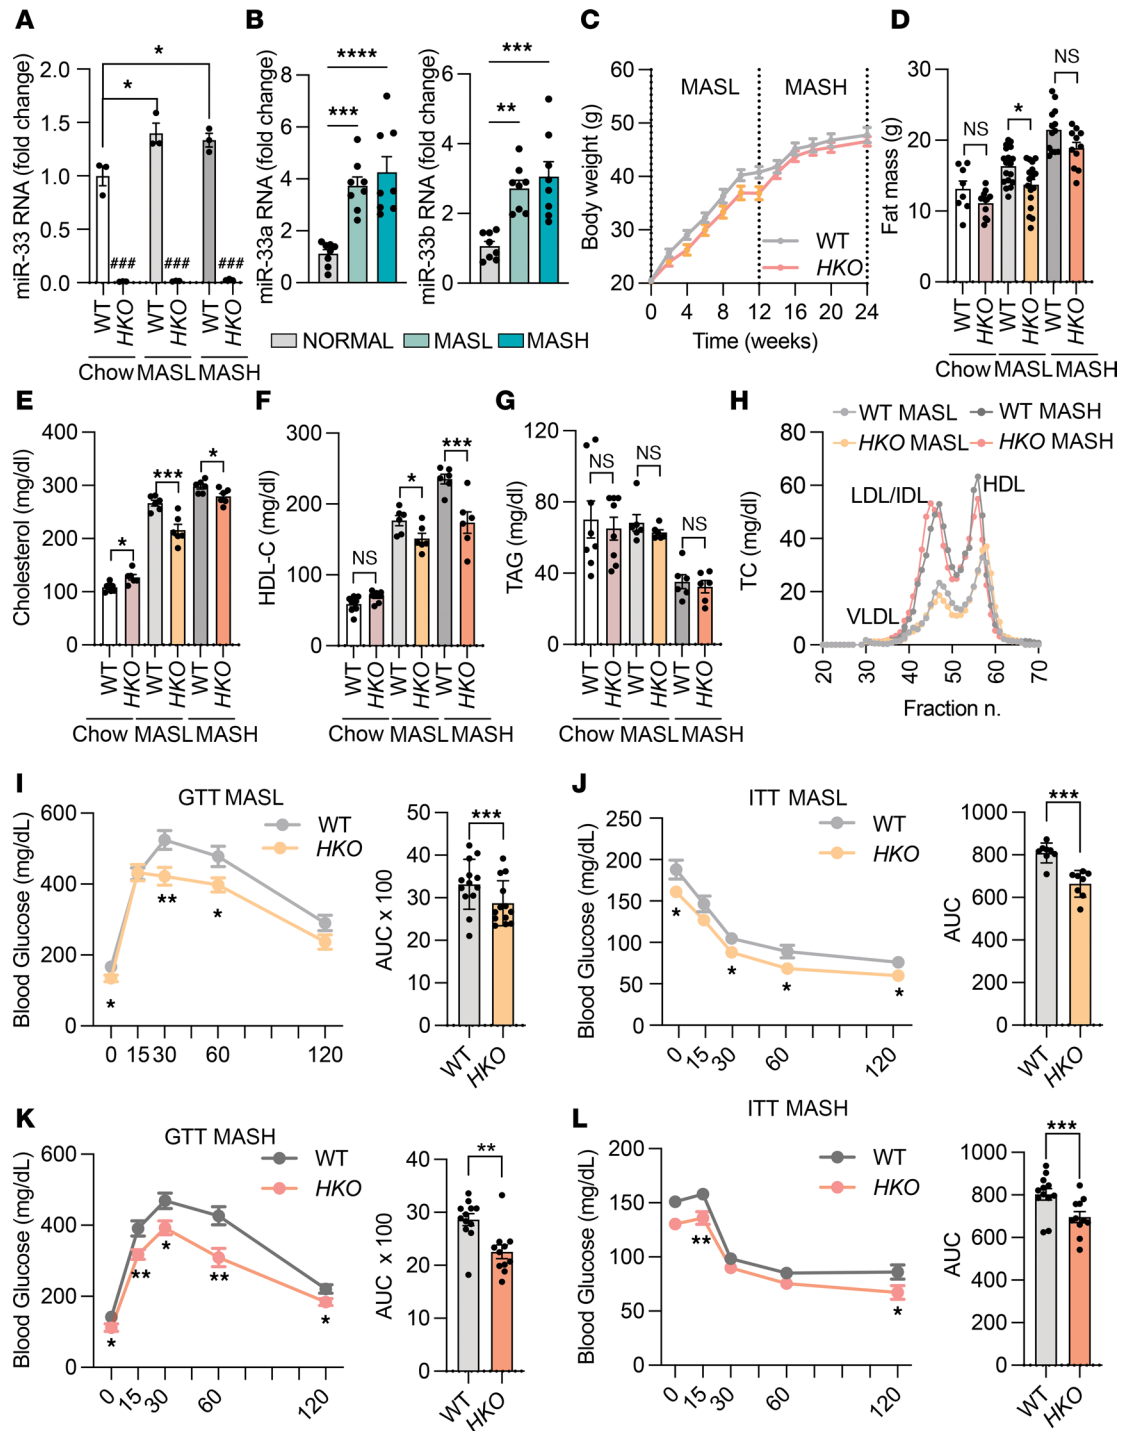 A
miR-33 RNA (fold change)
2.0
1.5
1.0
0.5
0.0
*
*
###
###
###
WT
HKO
WT
HKO
WT
HKO
Chow MASL MASH
B
miR-33a RNA (fold change)
8
6
4
2
0
****
***
miR-33b RNA (fold change)
6
4
2
0
***
**
NORMAL MASL MASH
C
Body weight (g)
60
50
40
30
20
MASL MASH
WT
HKO
0 4 8 12 16 20 24
Time (weeks)
D
Fat mass (g)
30
20
10
0
NS
*
NS
WT
HKO
WT
HKO
WT
HKO
Chow MASL MASH
E
Cholesterol (mg/dl)
400
300
200
100
0
*
***
*
WT
HKO
WT
HKO
WT
HKO
Chow MASL MASH
F
HDL-C (mg/dl)
300
200
100
0
NS
*
***
WT
HKO
WT
HKO
WT
HKO
Chow MASL MASH
G
TAG (mg/dl)
120
80
40
0
NS
NS
NS
WT
HKO
WT
HKO
WT
HKO
Chow MASL MASH
H
WT MASL WT MASH
HKO MASL HKO MASH
TC (mg/dl)
80
60
40
20
0
LDL/IDL
HDL
VLDL
20 30 40 50 60 70
Fraction n.
I
GTT MASL
Blood Glucose (mg/dL)
600
400
200
0
WT
HKO
*
**
*
0 15 30 60 120
AUC x 100
50
40
30
20
10
0
***
WT
HKO
J
ITT MASL
Blood Glucose (mg/dL)
250
200
150
100
50
0
WT
HKO
*
*
*
*
0 15 30 60 120
AUC
1000
800
600
400
200
0
***
WT
HKO
K
GTT MASH
Blood Glucose (mg/dL)
600
400
200
0
WT
HKO
*
**
*
**
*
0 15 30 60 120
AUC x 100
40
30
20
10
0
**
WT
HKO
L
ITT MASH
Blood Glucose (mg/dL)
200
150
100
50
0
WT
HKO
**
*
0 15 30 60 120
AUC
1000
800
600
400
200
0
***
WT
HKO